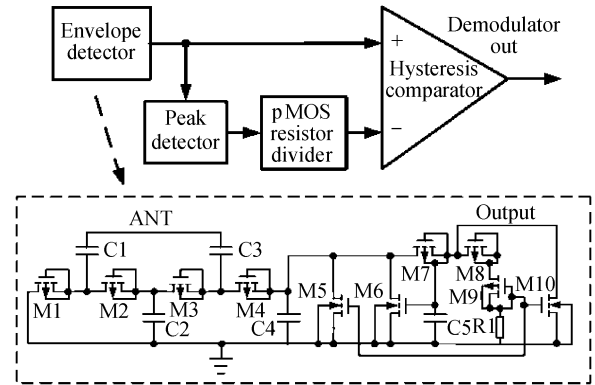 Envelope
detector
Peak
detector
pMOS
resistor
divider
+
Hysteresis
comparator
−
Demodulator
out
ANT
Output
C1
C3
M1
M2
M3
M4
C2
C4
M5
M6
M7
M8
M9
M10
C5
R1